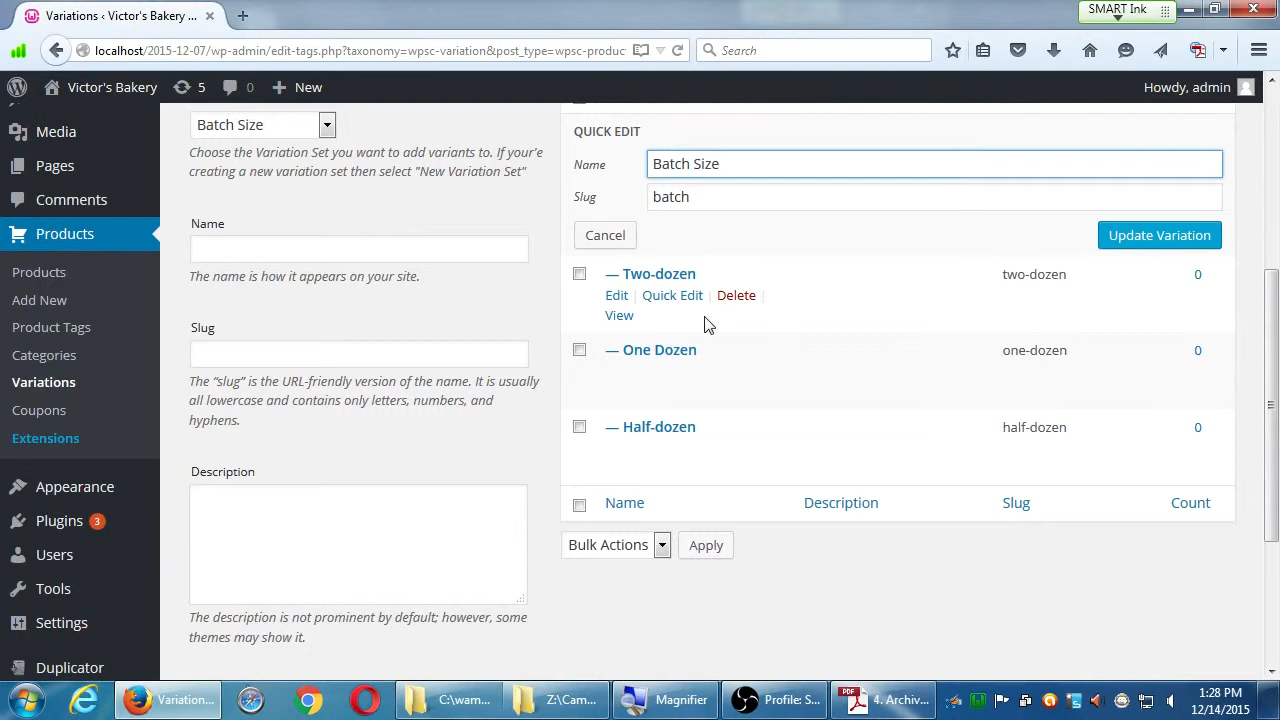 SMART Ink
Variations ‹ Victor's Bakery ...
localhost/2015-12-07/wp-admin/edit-tags.php?taxonomy=wpsc-variation&post_type=wpsc-produc
Search
Victor's Bakery
5
0
New
Howdy, admin
Media
Pages
Comments
Products
Products
Add New
Product Tags
Categories
Variations
Coupons
Extensions
Appearance
Plugins 3
Users
Tools
Settings
Duplicator
Batch Size
Choose the Variation Set you want to add variants to. If your'e
creating a new variation set then select "New Variation Set"
Name
The name is how it appears on your site.
Slug
The “slug” is the URL-friendly version of the name. It is usually
all lowercase and contains only letters, numbers, and
hyphens.
Description
The description is not prominent by default; however, some
themes may show it.
QUICK EDIT
Name Batch Size
Slug batch
Cancel Update Variation
— Two-dozen two-dozen 0
Edit | Quick Edit | Delete |
View
— One Dozen one-dozen 0
— Half-dozen half-dozen 0
Name Description Slug Count
Bulk Actions Apply
Variation...
C:\wam...
Z:\Cam...
Magnifier
Profile: S...
PDF
4. Archiv...
1:28 PM
12/14/2015